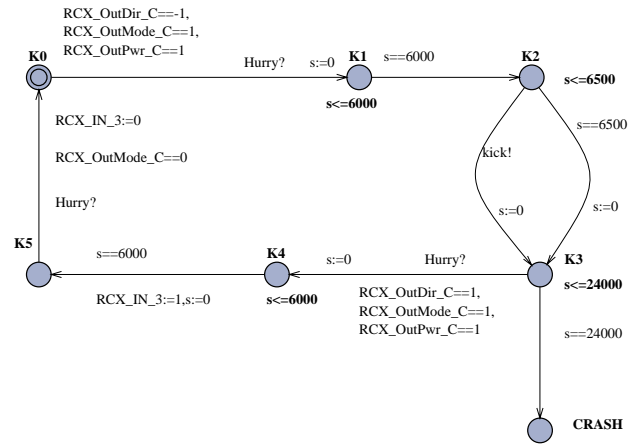 RCX_OutDir_C==-1,
RCX_OutMode_C==1,
RCX_OutPwr_C==1
K0
Hurry?
s:=0
K1
s==6000
K2
s<=6000
s<=6500
RCX_IN_3:=0
s==6500
RCX_OutMode_C==0
kick!
Hurry?
s:=0
s:=0
K5
s==6000
K4
s:=0
Hurry?
K3
s<=24000
RCX_IN_3:=1,s:=0
s<=6000
RCX_OutDir_C==1,
RCX_OutMode_C==1,
RCX_OutPwr_C==1
s==24000
CRASH